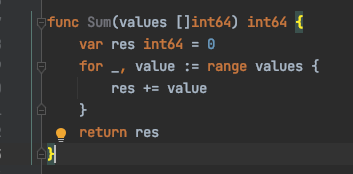 func Sum(values []int64) int64 {
    var res int64 = 0
    for _, value := range values {
        res += value
    }
    return res
}